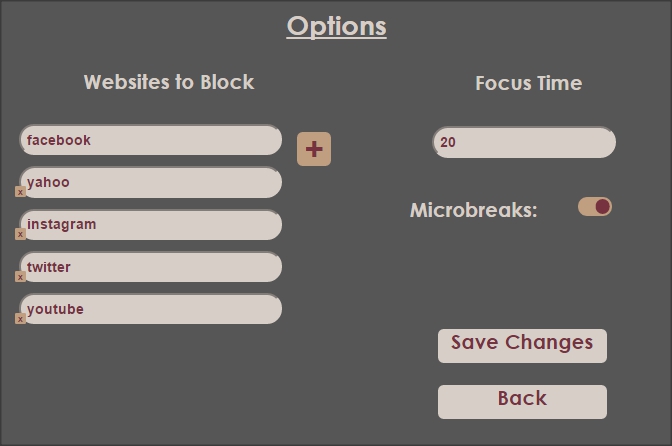 Options
Websites to Block
facebook
+
x
yahoo
x
instagram
x
twitter
x
youtube
Focus Time
20
Microbreaks:
Save Changes
Back